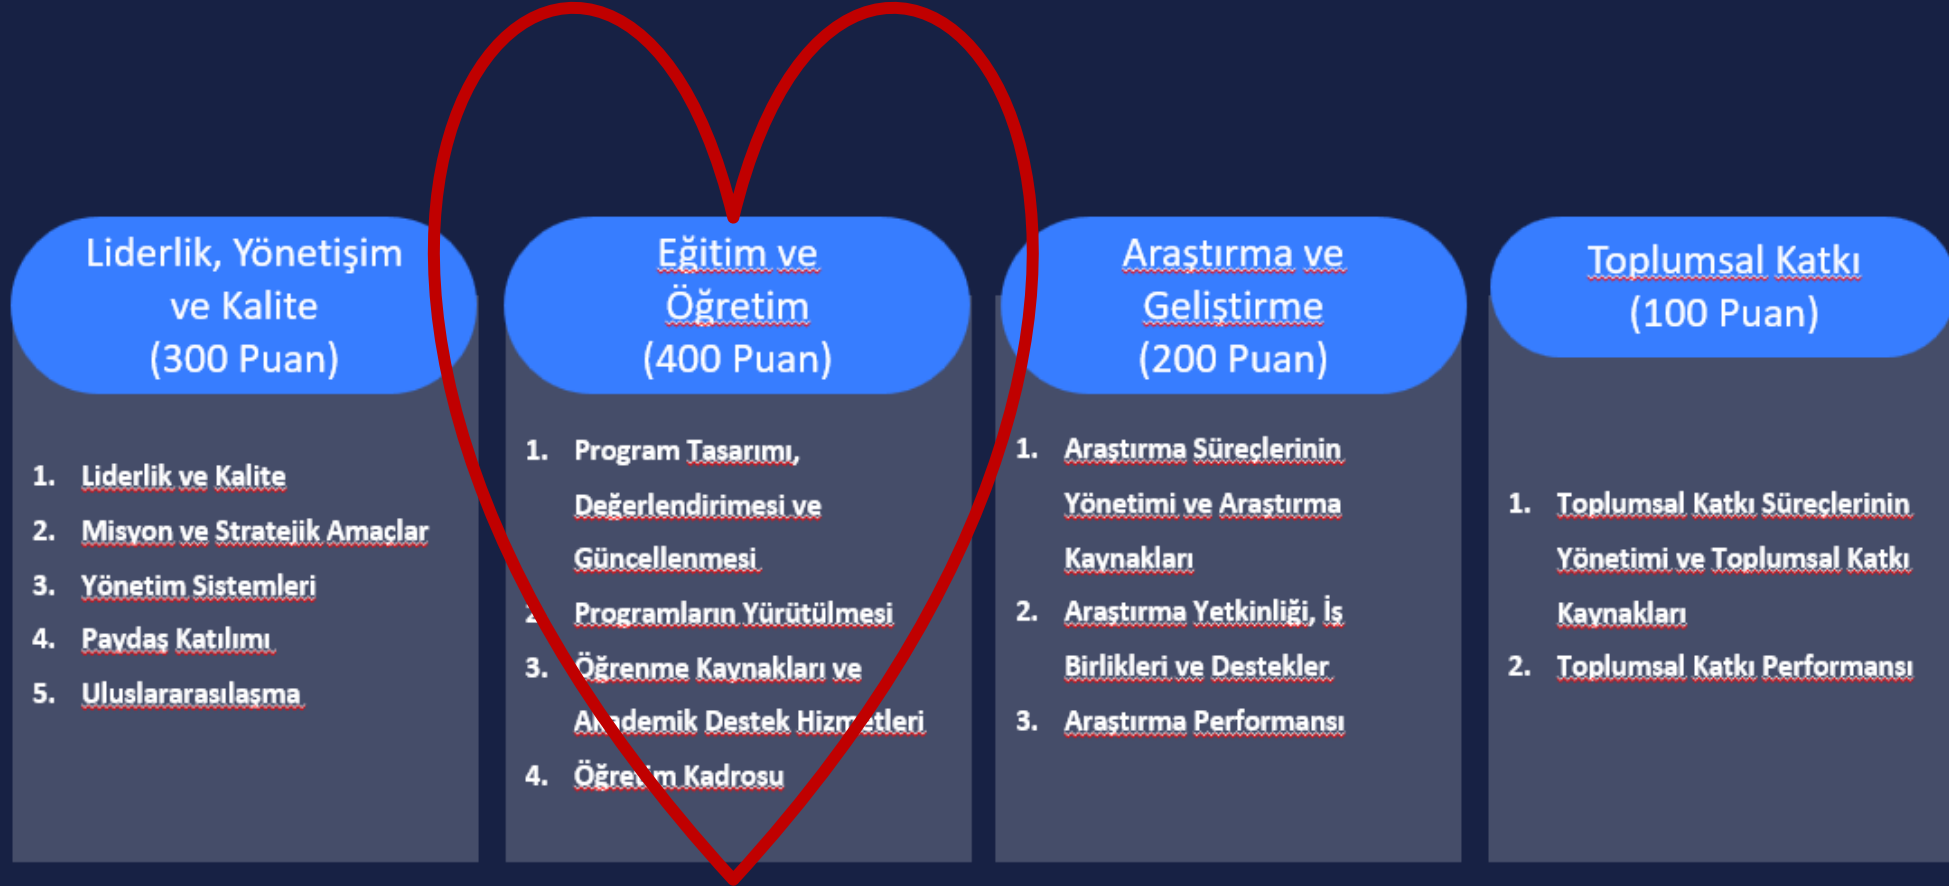 Liderlik, Yönetişim
ve Kalite
(300 Puan)
1. Liderlik ve Kalite
2. Misyon ve Stratejik Amaçlar
3. Yönetim Sistemleri
4. Paydaş Katılımı
5. Uluslararasılaşma
Eğitim ve
Öğretim
(400 Puan)
1. Program Tasarımı,
Değerlendirimesi ve
Güncellenmesi
2. Programların Yürütülmesi
3. Öğrenme Kaynakları ve
Akademik Destek Hizmetleri
4. Öğretim Kadrosu
Araştırma ve
Geliştirme
(200 Puan)
1. Araştırma Süreçlerinin
Yönetimi ve Araştırma
Kaynakları
2. Araştırma Yetkinliği, İş
Birlikleri ve Destekler
3. Araştırma Performansı
Toplumsal Katkı
(100 Puan)
1. Toplumsal Katkı Süreçlerinin
Yönetimi ve Toplumsal Katkı
Kaynakları
2. Toplumsal Katkı Performansı